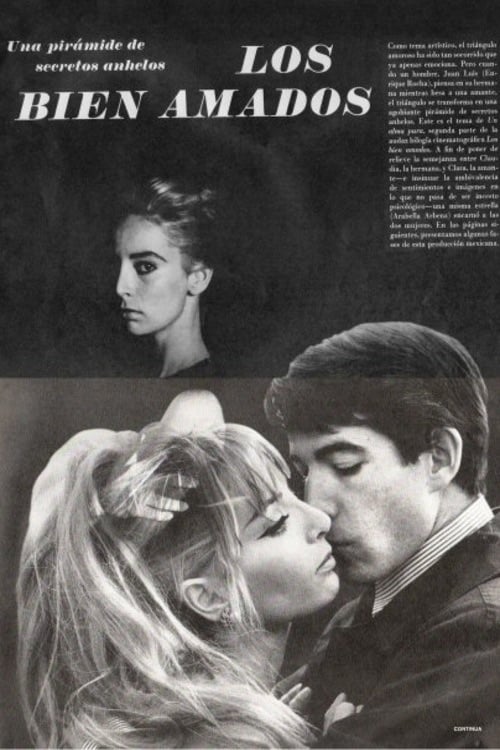 Una pirámide de
secretos anhelos
LOS
BIEN AMADOS
Como tema artístico, el triángulo
amoroso ha sido tan socorrido que
ya apenas emociona. Pero cuan-
do un hombre, Juan Luis (En-
rique Rocha), piensa en su herma-
na mientras besa a una amante,
el triángulo se transforma en una
agobiante pirámide de secretos
anhelos. Este es el tema de Un
alma pura, segunda parte de la
audaz bilogía cinematográfica Los
bien amados. A fin de poner de
relieve la semejanza entre Clau-
dia, la hermana, y Clara, la aman-
te—e insinuar la ambivalencia
de sentimientos e imágenes en
lo que no pasa de ser incesto
psicológico—una misma estrella
(Arabella Arbenz) encarnó a las
dos mujeres. En las páginas si-
guientes, presentamos algunas fa-
ses de esta producción mexicana.
CONTINUA